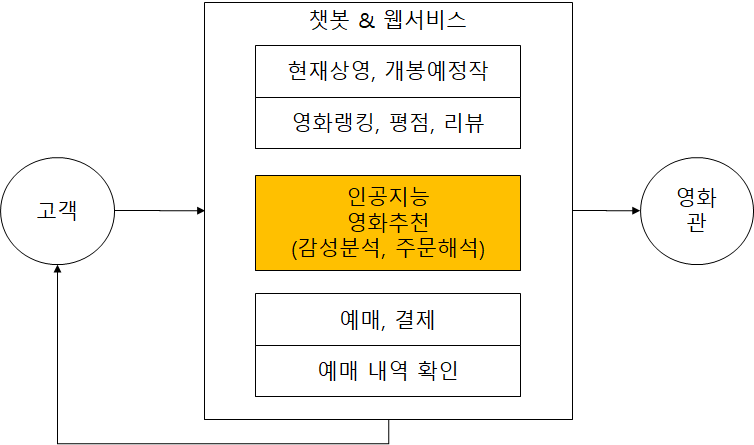 챗봇 & 웹서비스
현재상영, 개봉예정작
영화랭킹, 평점, 리뷰
고객
인공지능
영화추천
(감성분석, 주문해석)
영화
관
예매, 결제
예매 내역 확인